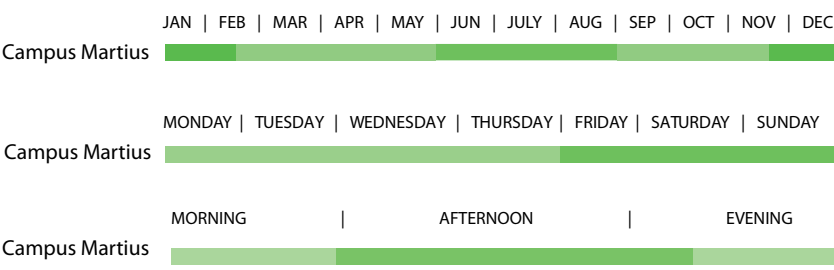 JAN | FEB | MAR | APR | MAY | JUN | JULY | AUG | SEP | OCT | NOV | DEC
Campus Martius
MONDAY | TUESDAY | WEDNESDAY | THURSDAY | FRIDAY | SATURDAY | SUNDAY
Campus Martius
MORNING | AFTERNOON | EVENING
Campus Martius